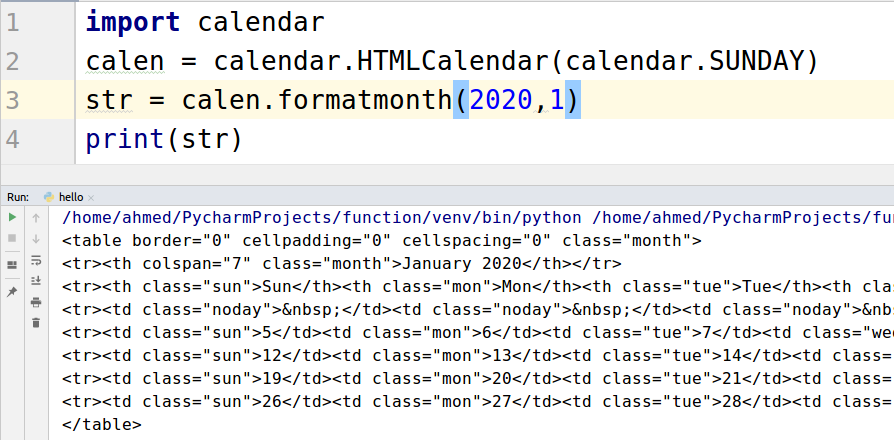 1 import calendar
2 calen = calendar.HTMLCalendar(calendar.SUNDAY)
3 str = calen.formatmonth(2020,1)
4 print(str)
Run: hello ×
/home/ahmed/PycharmProjects/function/venv/bin/python /home/ahmed/PycharmProjects/fu
<table border="0" cellpadding="0" cellspacing="0" class="month">
<tr><th colspan="7" class="month">January 2020</th></tr>
<tr><th class="sun">Sun</th><th class="mon">Mon</th><th class="tue">Tue</th><th clas
<tr><td class="noday">&nbsp;</td><td class="noday">&nbsp;</td><td class="noday">&nb
<tr><td class="sun">5</td><td class="mon">6</td><td class="tue">7</td><td class="we
<tr><td class="sun">12</td><td class="mon">13</td><td class="tue">14</td><td class=
<tr><td class="sun">19</td><td class="mon">20</td><td class="tue">21</td><td class=
<tr><td class="sun">26</td><td class="mon">27</td><td class="tue">28</td><td class=
</table>